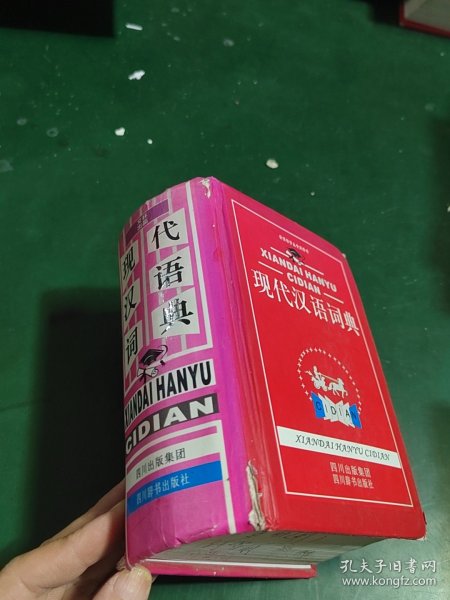 现 代
汉 语
词 典
XIANDAI HANYU
CIDIAN
四川出版集团
四川辞书出版社
XIANDAI HANYU
CIDIAN
现代汉语词典
CIDIAN
XIANDAI HANYU CIDIAN
四川出版集团
四川辞书出版社
孔夫子旧书网
www.kongfz.com